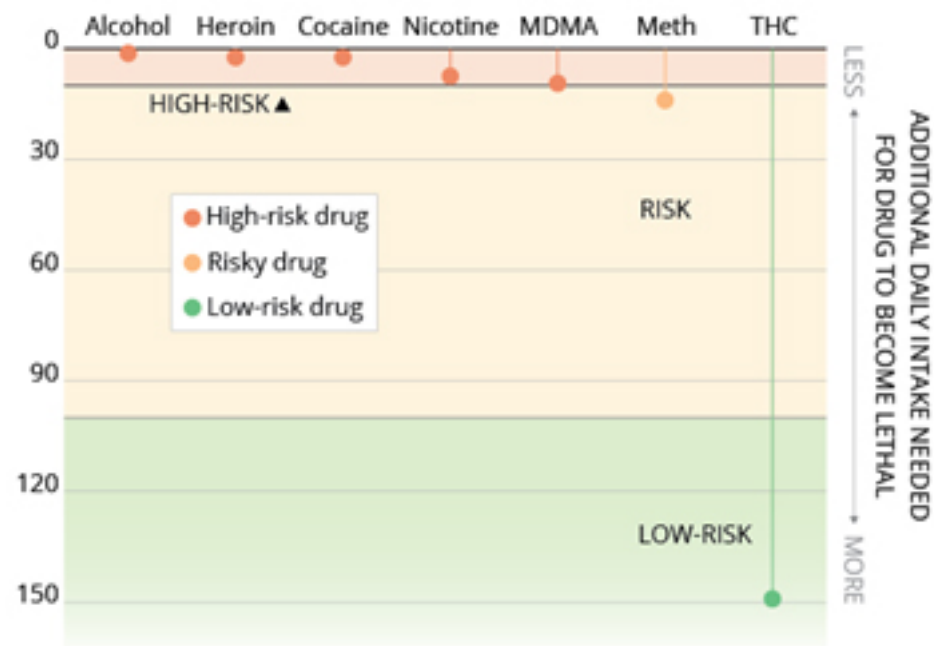 Alcohol Heroin Cocaine Nicotine MDMA Meth THC
0
HIGH-RISK ▲
30
High-risk drug
RISK
Risky drug
60
Low-risk drug
90
120
LOW-RISK
150
LESS
MORE
ADDITIONAL DAILY INTAKE NEEDED
FOR DRUG TO BECOME LETHAL